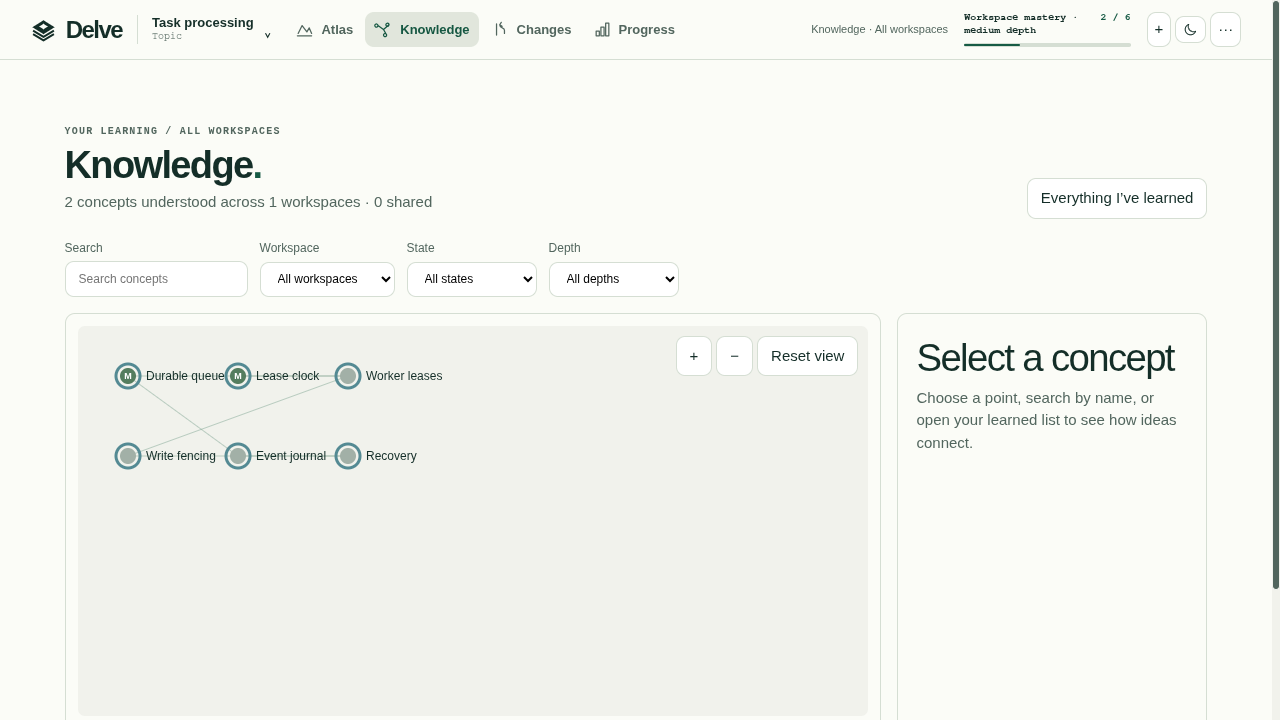 Delve
Task processing
Topic
Atlas
Knowledge
Changes
Progress
Knowledge · All workspaces
Workspace mastery · medium depth
2 / 6
+
···
YOUR LEARNING / ALL WORKSPACES
Knowledge.
2 concepts understood across 1 workspaces · 0 shared
Everything I’ve learned
Search
Workspace
State
Depth
Search concepts
All workspaces
All states
All depths
+
−
Reset view
M
Durable queue
M
Lease clock
Worker leases
Write fencing
Event journal
Recovery
Select a concept
Choose a point, search by name, or
open your learned list to see how ideas
connect.